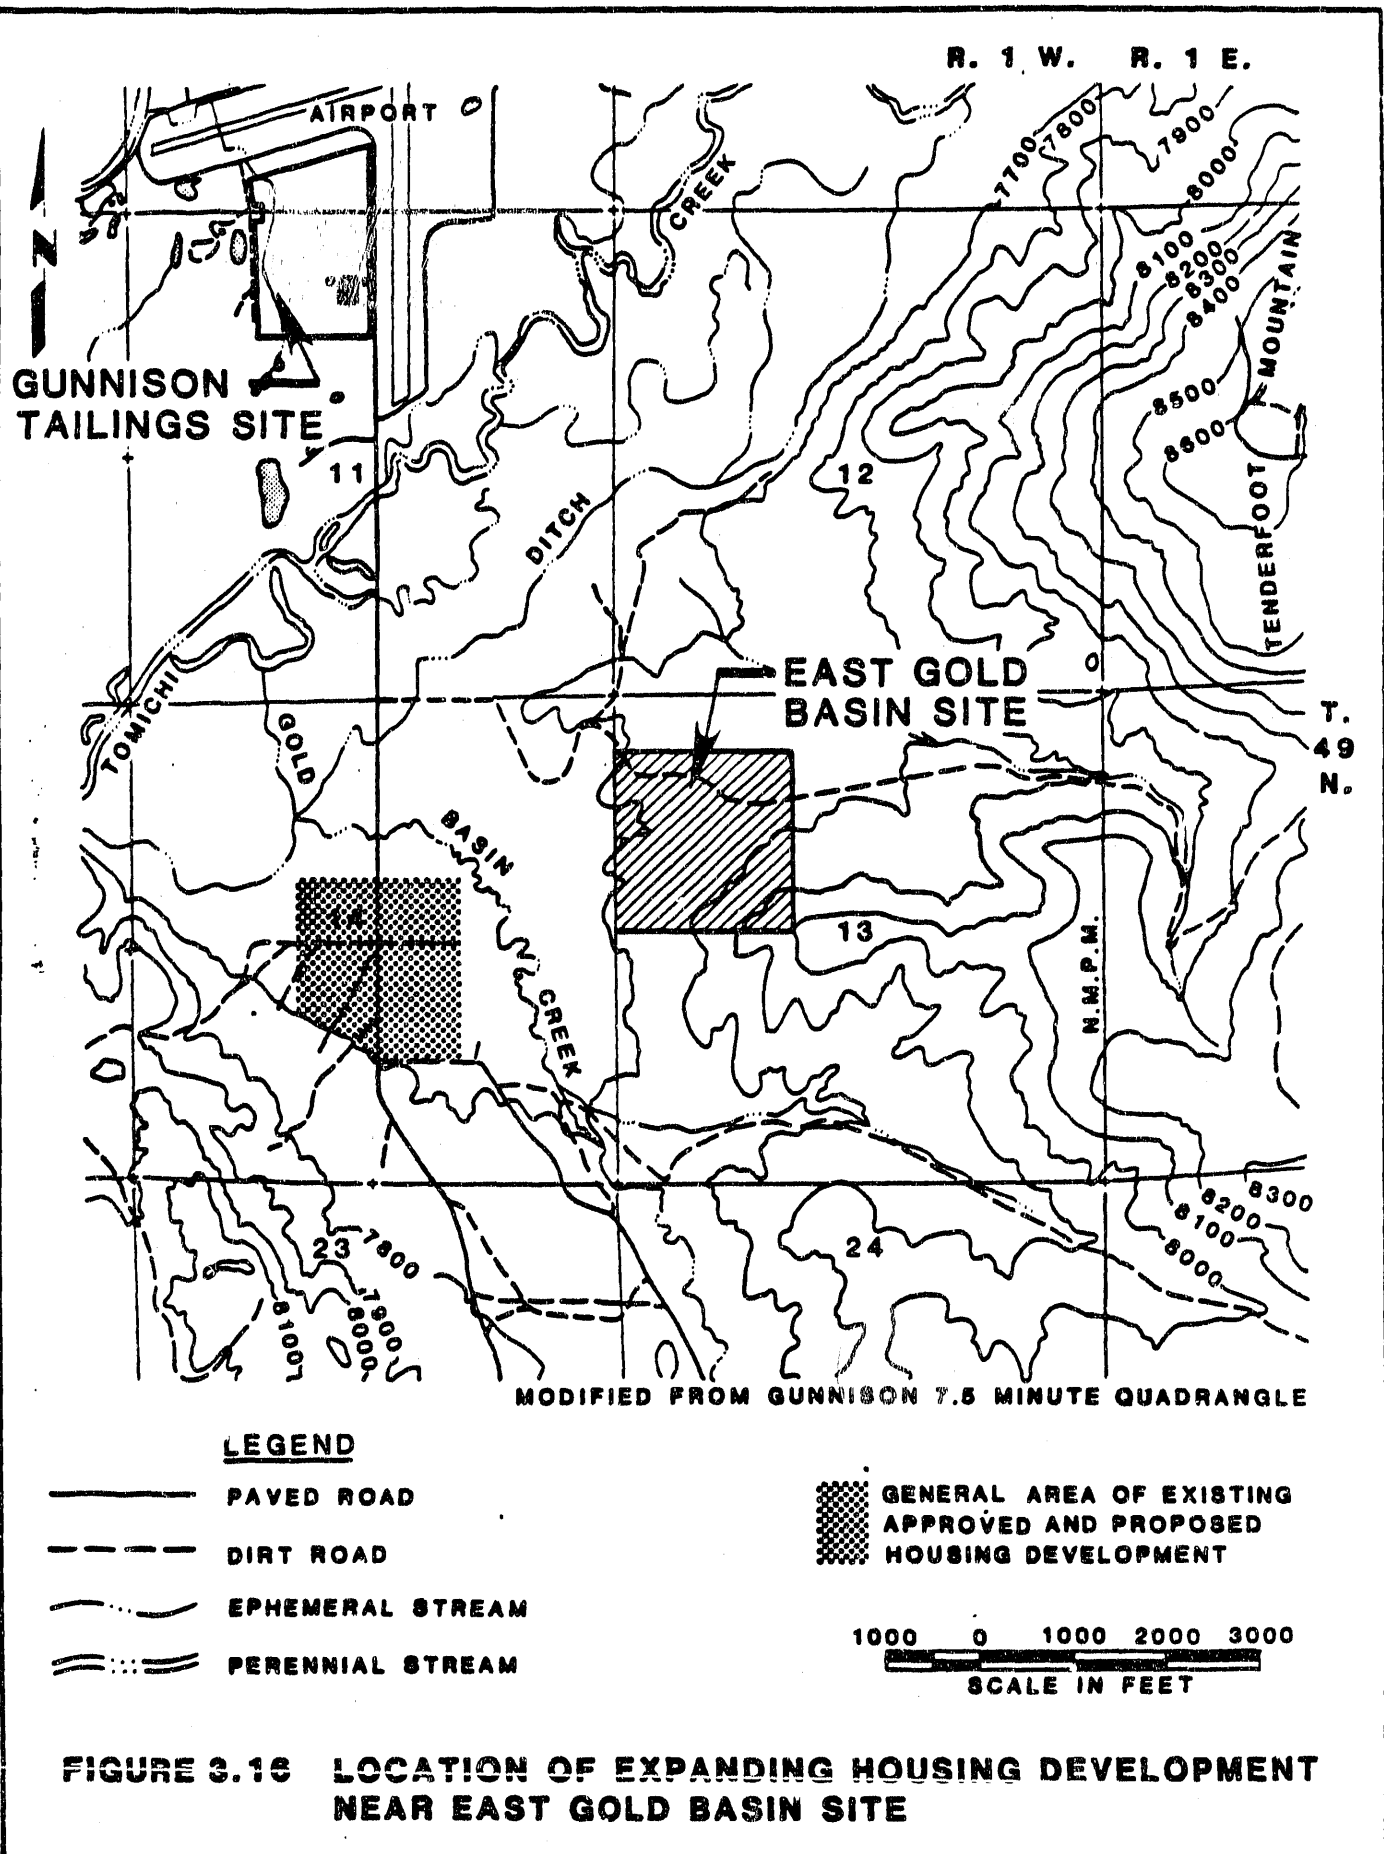 R. 1 W. R. 1 E.
AIRPORT
7700
7800
7900
8000
CREEK
8100
8200
8300
8400
MOUNTAIN
N
GUNNISON
TAILINGS SITE
8500
8600
11
12
DITCH
TENDERFOOT
EAST GOLD
BASIN SITE
TOMICHI
GOLD
T.
49
N.
BASIN
14
13
N.M.P.M.
CREEK
8300
8200
8100
8000
23
7800
24
7900
8000
8100
MODIFIED FROM GUNNISON 7.5 MINUTE QUADRANGLE
LEGEND
PAVED ROAD
DIRT ROAD
EPHEMERAL STREAM
PERENNIAL STREAM
GENERAL AREA OF EXISTING
APPROVED AND PROPOSED
HOUSING DEVELOPMENT
1000 0 1000 2000 3000
SCALE IN FEET
FIGURE 3.16 LOCATION OF EXPANDING HOUSING DEVELOPMENT
NEAR EAST GOLD BASIN SITE